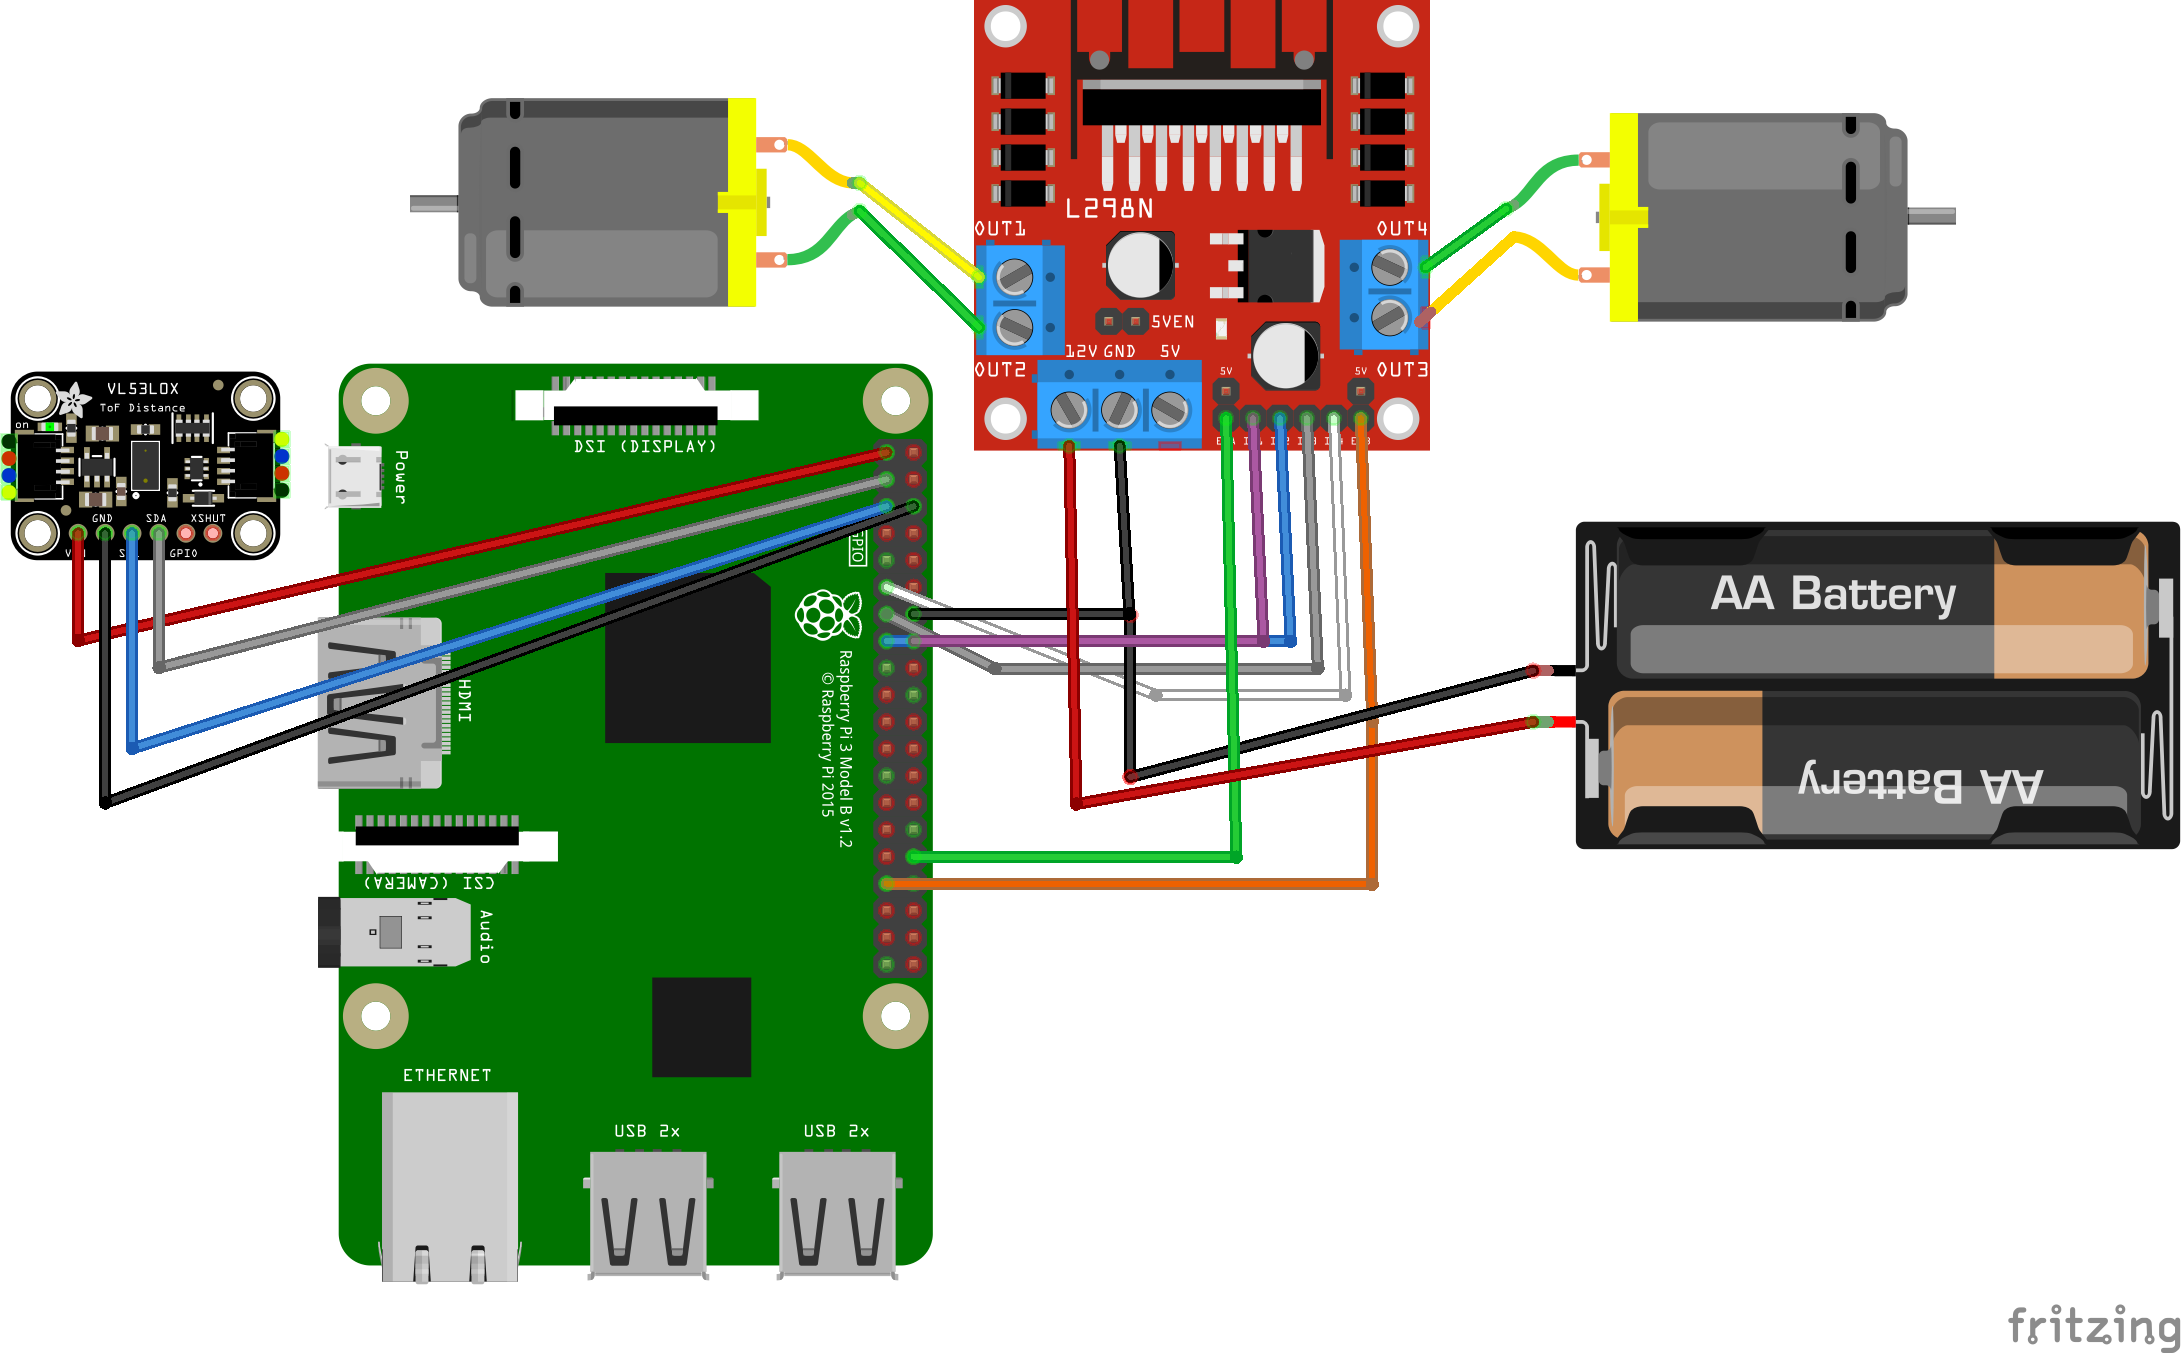 L298N
OUT1
OUT4
5VEN
12V GND 5V
OUT2
OUT3
5V
5V
VL53L0X
ToF Distance
on
GND
SDA
XSHUT
GPIO
DSI (DISPLAY)
Power
GPIO
HDMI
Raspberry Pi 3 Model B v1.2
© Raspberry Pi 2015
CSI (CAMERA)
Audio
ETHERNET
USB 2x
USB 2x
AA Battery
AA Battery
fritzing